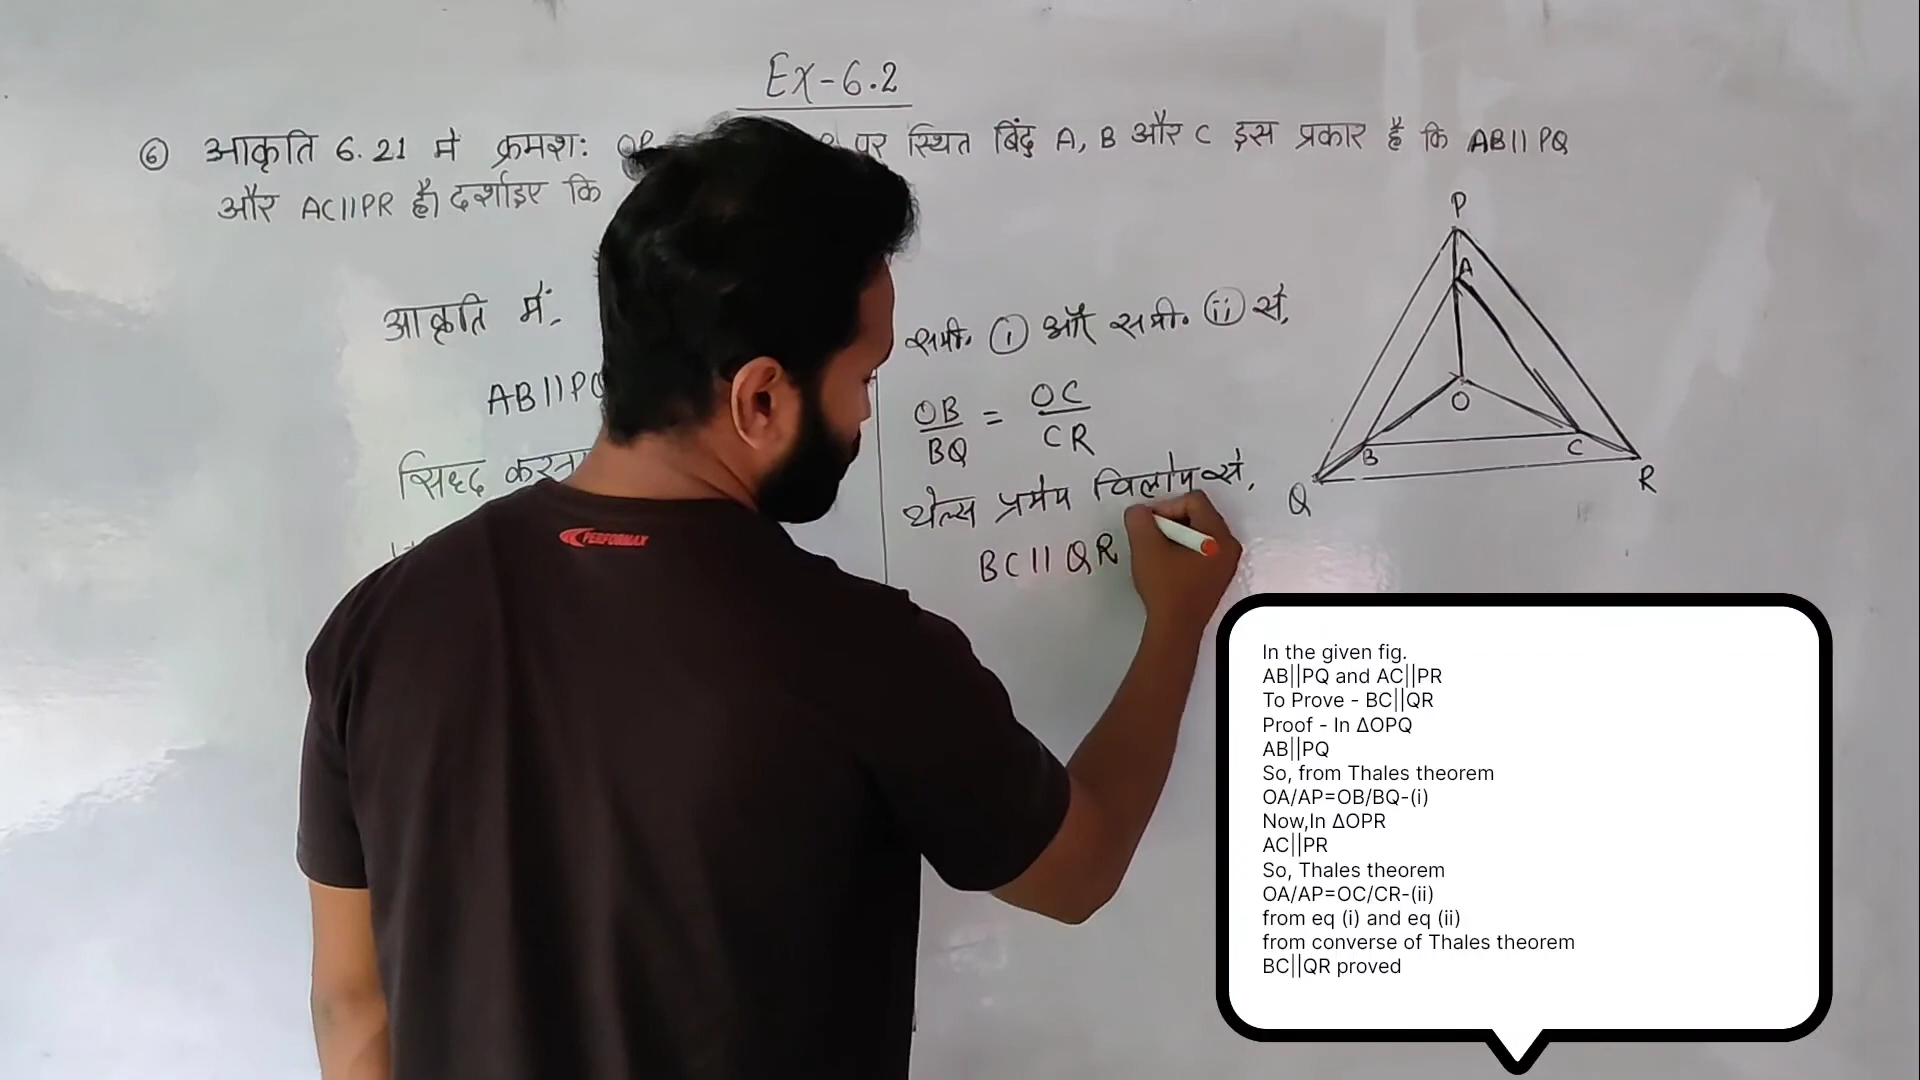 Ex-6.2
⑥ आकृति 6.21 में क्रमशः पर स्थित बिंदु A, B और C इस प्रकार है कि AB||PQ
और AC||PR है। दर्शाइए कि
आकृति में,
AB||PQ
सिद्ध करना
समी. ⓘ और समी. ⅱ से,
OB/BQ = OC/CR
थेल्स प्रमेय विलोम से,
BC||QR
P
A
O
B
C
Q
R
PERFORMAX
In the given fig.
AB||PQ and AC||PR
To Prove - BC||QR
Proof - In ∆OPQ
AB||PQ
So, from Thales theorem
OA/AP=OB/BQ-(i)
Now,In ∆OPR
AC||PR
So, Thales theorem
OA/AP=OC/CR-(ii)
from eq (i) and eq (ii)
from converse of Thales theorem
BC||QR proved